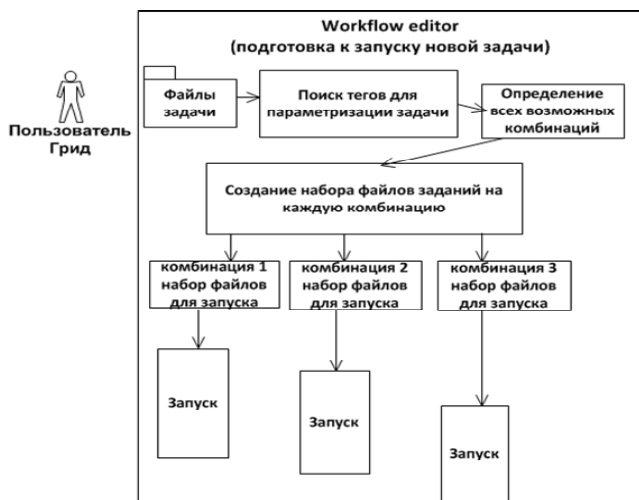 Workflow editor
(подготовка к запуску новой задачи)
Пользователь
Грид
Файлы
задачи
Поиск тегов для
параметризации задачи
Определение
всех возможных
комбинаций
Создание набора файлов заданий на
каждую комбинацию
комбинация 1
набор файлов
для запуска
комбинация 2
набор файлов
для запуска
комбинация 3
набор файлов
для запуска
Запуск
Запуск
Запуск